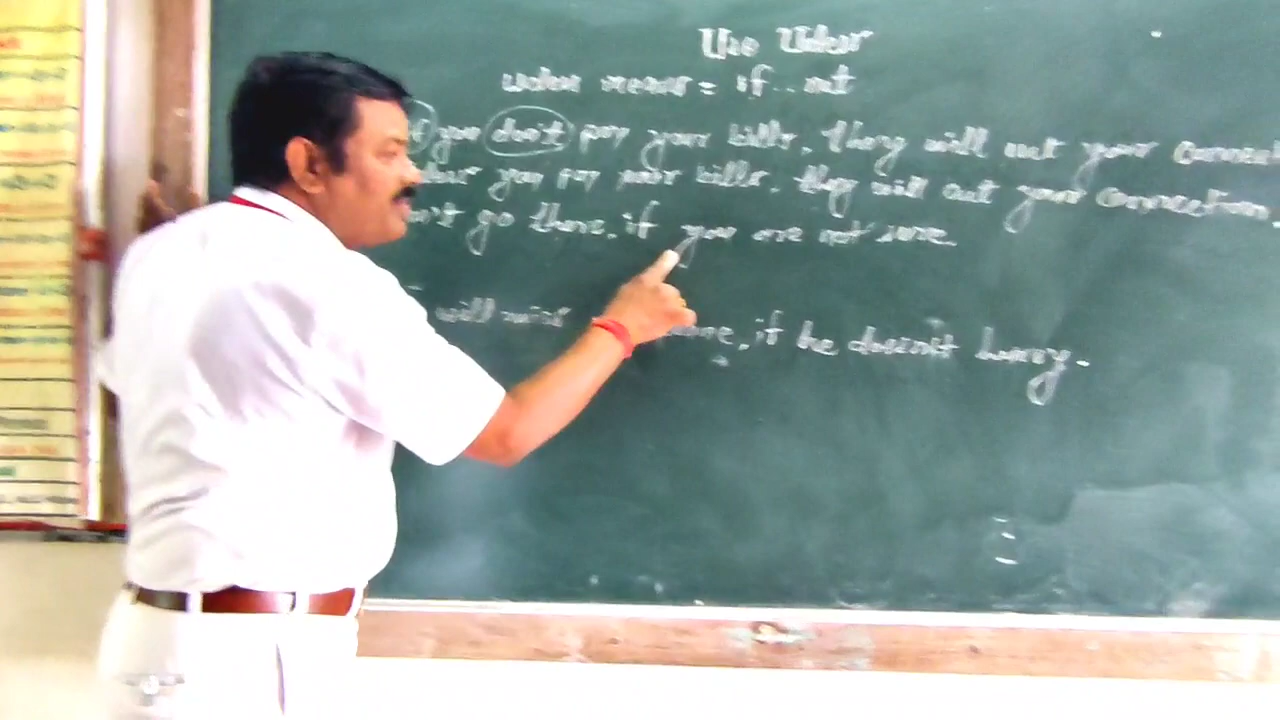 Use Unless
Unless means = if .. not
you don't pay your bills, they will cut your connect
you pay your bills, they will cut your connection,
n't go there, if you are not sure.
will miss , if he doesn't hurry.